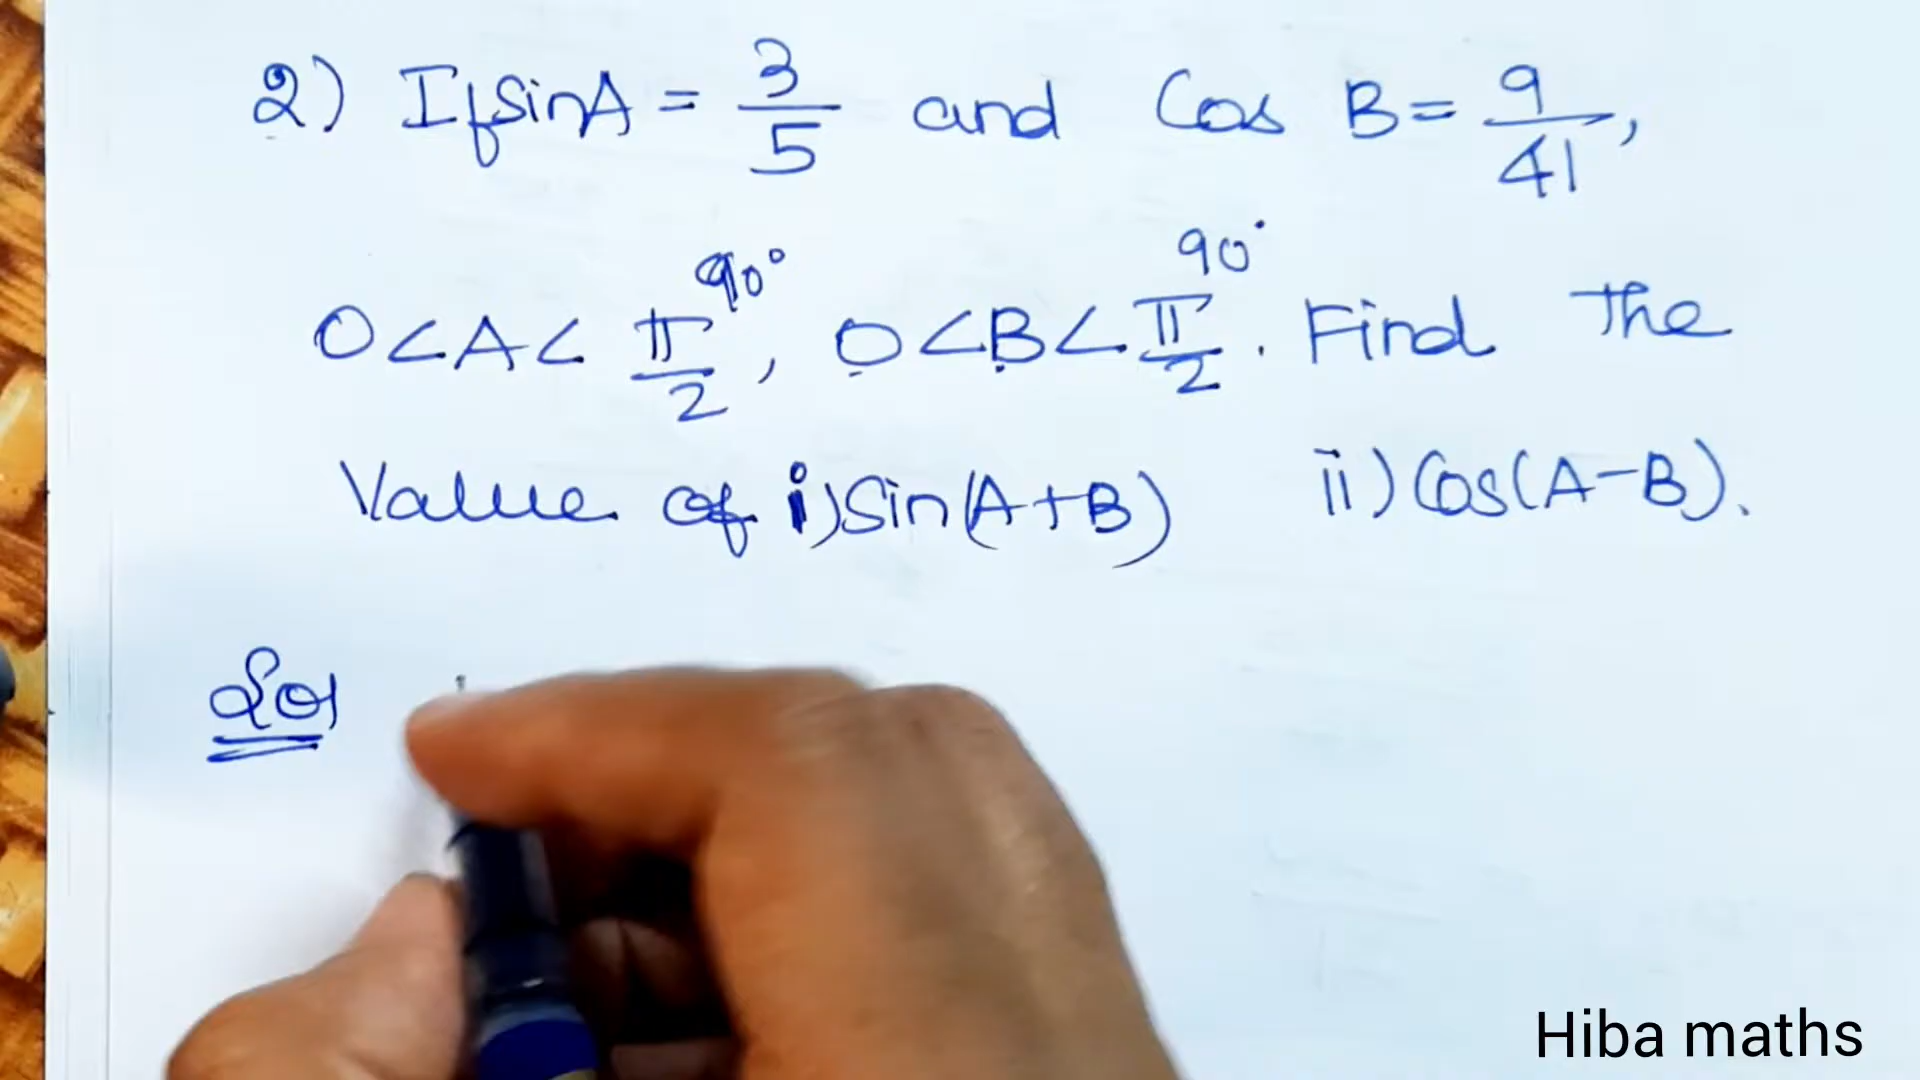 2) If sin A = 3/5 and Cos B = 9/41,
0 < A < π/2 90°, 0 < B < π/2 90°. Find The
Value of i) Sin(A+B) ii) Cos(A-B).
Sol
Hiba maths